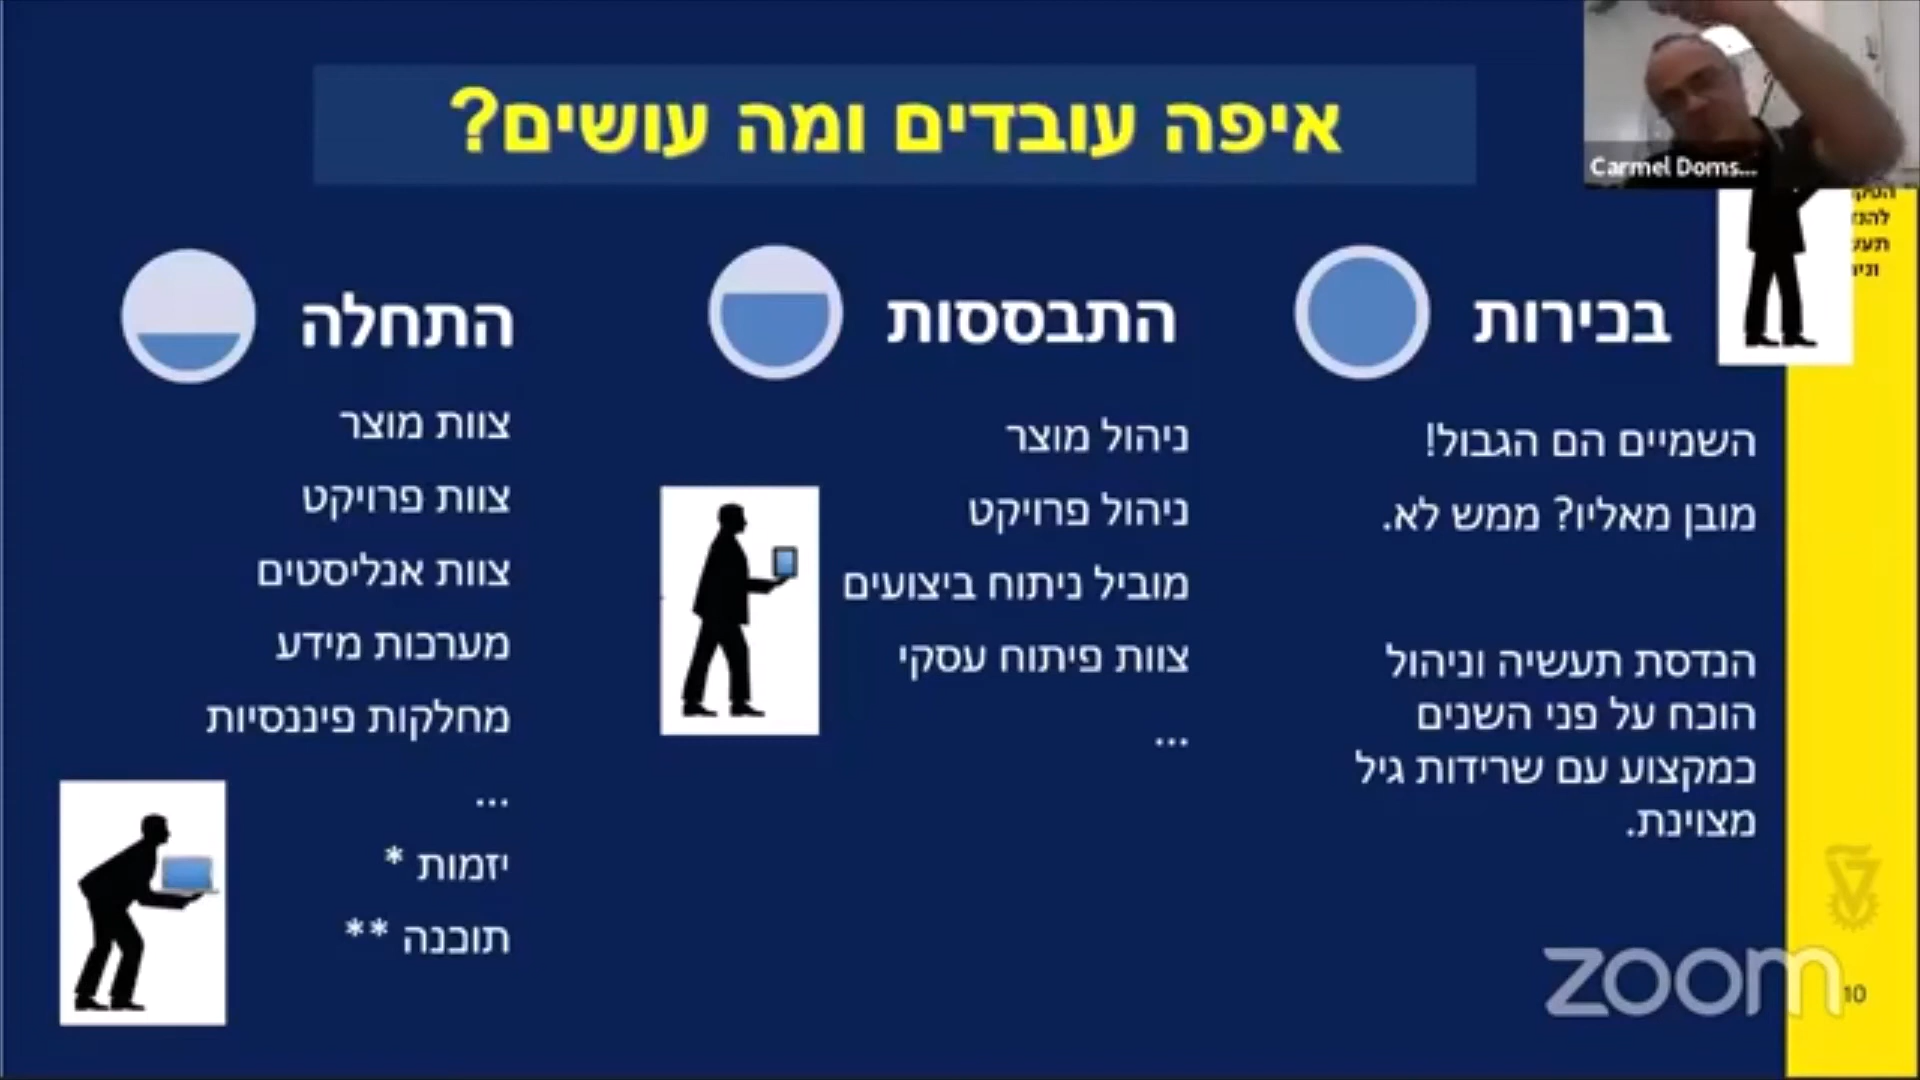 איפה עובדים ומה עושים?
Carmel Doms...
בכירות
השמיים הם הגבול!
מובן מאליו? ממש לא.
הנדסת תעשיה וניהול
הוכח על פני השנים
כמקצוע עם שרידות גיל
מצוינת.
התבססות
ניהול מוצר
ניהול פרויקט
מוביל ניתוח ביצועים
צוות פיתוח עסקי
...
התחלה
צוות מוצר
צוות פרויקט
צוות אנליסטים
מערכות מידע
מחלקות פיננסיות
...
יזמות *
תוכנה **
zoom
10